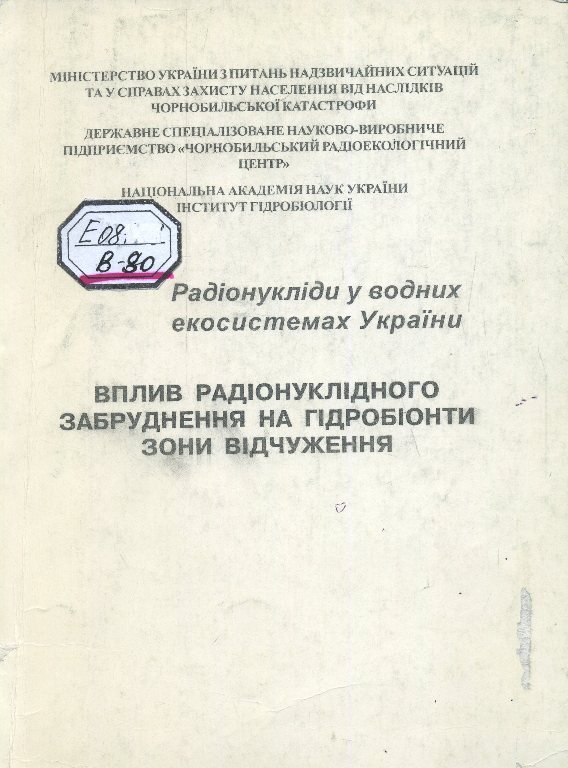 МІНІСТЕРСТВО УКРАЇНИ З ПИТАНЬ НАДЗВИЧАЙНИХ СИТУАЦІЙ
ТА У СПРАВАХ ЗАХИСТУ НАСЕЛЕННЯ ВІД НАСЛІДКІВ
ЧОРНОБИЛЬСЬКОЇ КАТАСТРОФИ
ДЕРЖАВНЕ СПЕЦІАЛІЗОВАНЕ НАУКОВО-ВИРОБНИЧЕ
ПІДПРИЄМСТВО «ЧОРНОБИЛЬСЬКИЙ РАДІОЕКОЛОГІЧНИЙ
ЦЕНТР»
НАЦІОНАЛЬНА АКАДЕМІЯ НАУК УКРАЇНИ
ІНСТИТУТ ГІДРОБІОЛОГІЇ
Е08.
В-80
Радіонукліди у водних
екосистемах України
ВПЛИВ РАДІОНУКЛІДНОГО
ЗАБРУДНЕННЯ НА ГІДРОБІОНТИ
ЗОНИ ВІДЧУЖЕННЯ